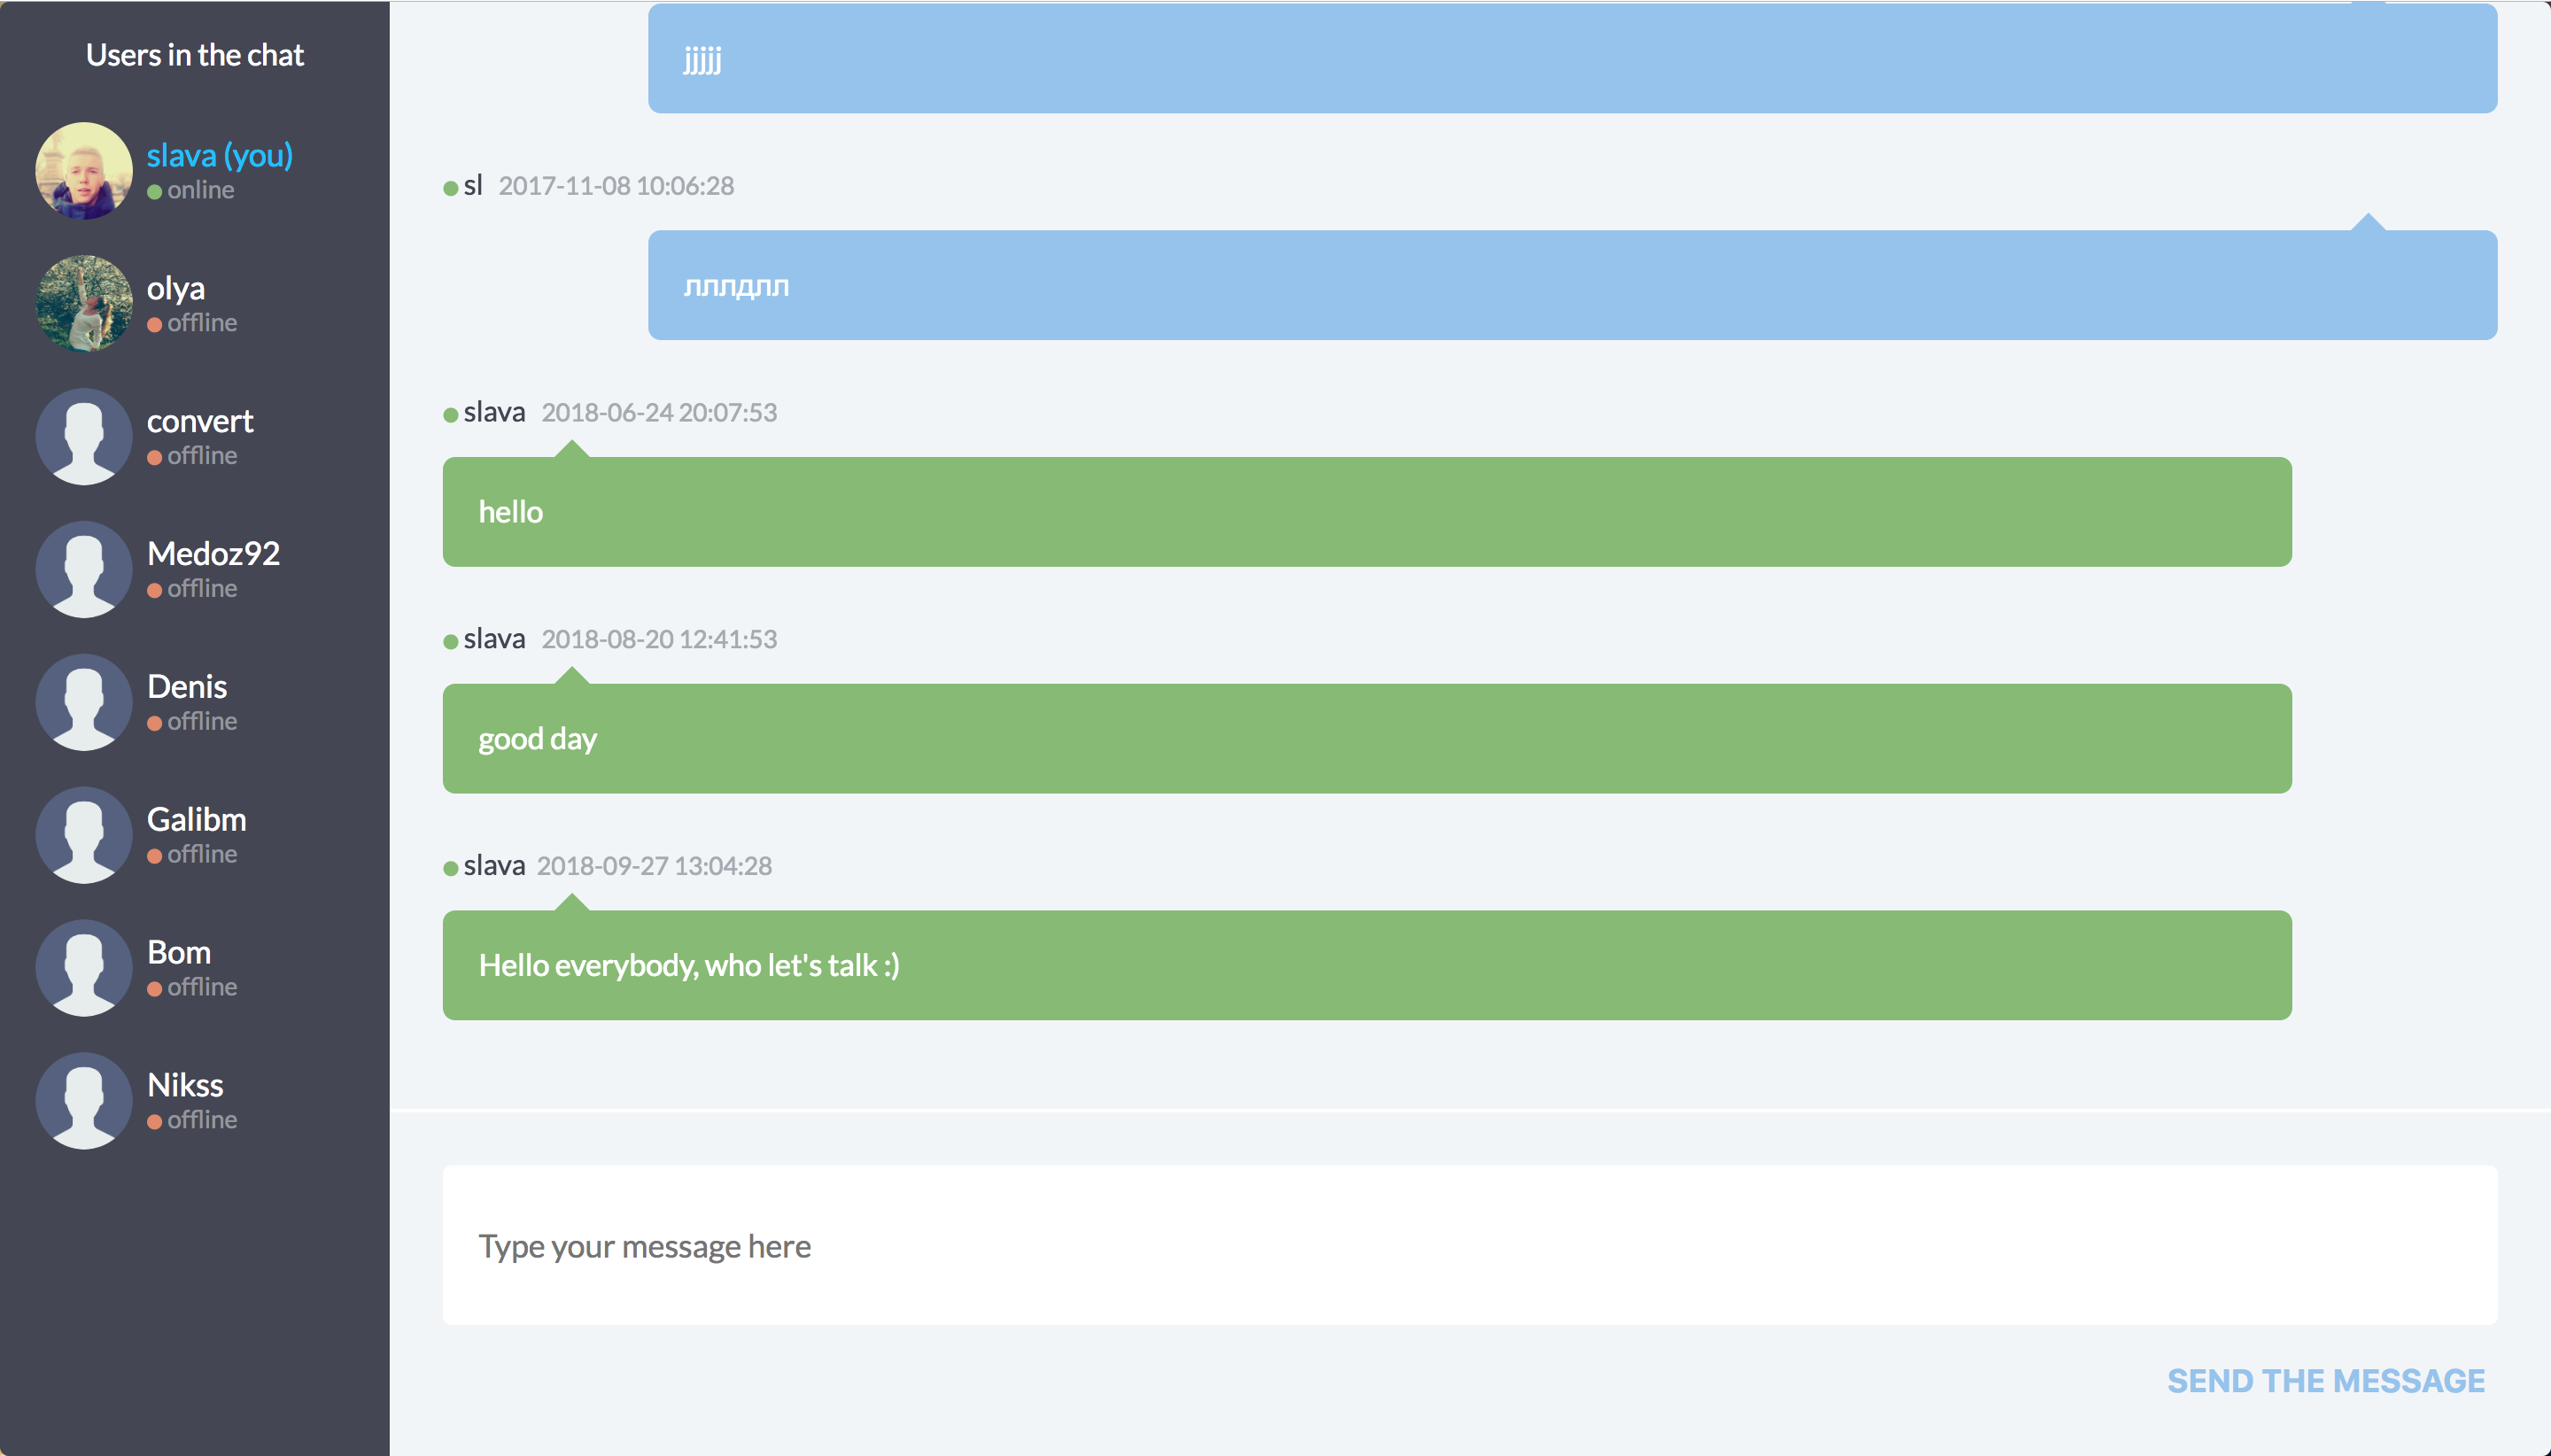 Users in the chat
slava (you)
online
olya
offline
convert
offline
Medoz92
offline
Denis
offline
Galibm
offline
Bom
offline
Nikss
offline
jjjjj
sl 2017-11-08 10:06:28
лллдлл
slava 2018-06-24 20:07:53
hello
slava 2018-08-20 12:41:53
good day
slava 2018-09-27 13:04:28
Hello everybody, who let's talk :)
Type your message here
SEND THE MESSAGE